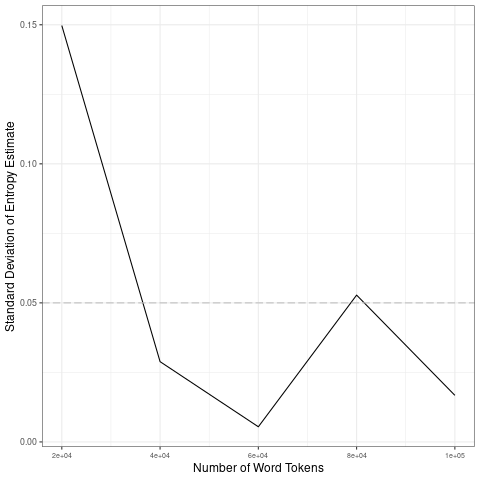 0.15
0.10
0.05
0.00
Standard Deviation of Entropy Estimate
2e+04 4e+04 6e+04 8e+04 1e+05
Number of Word Tokens